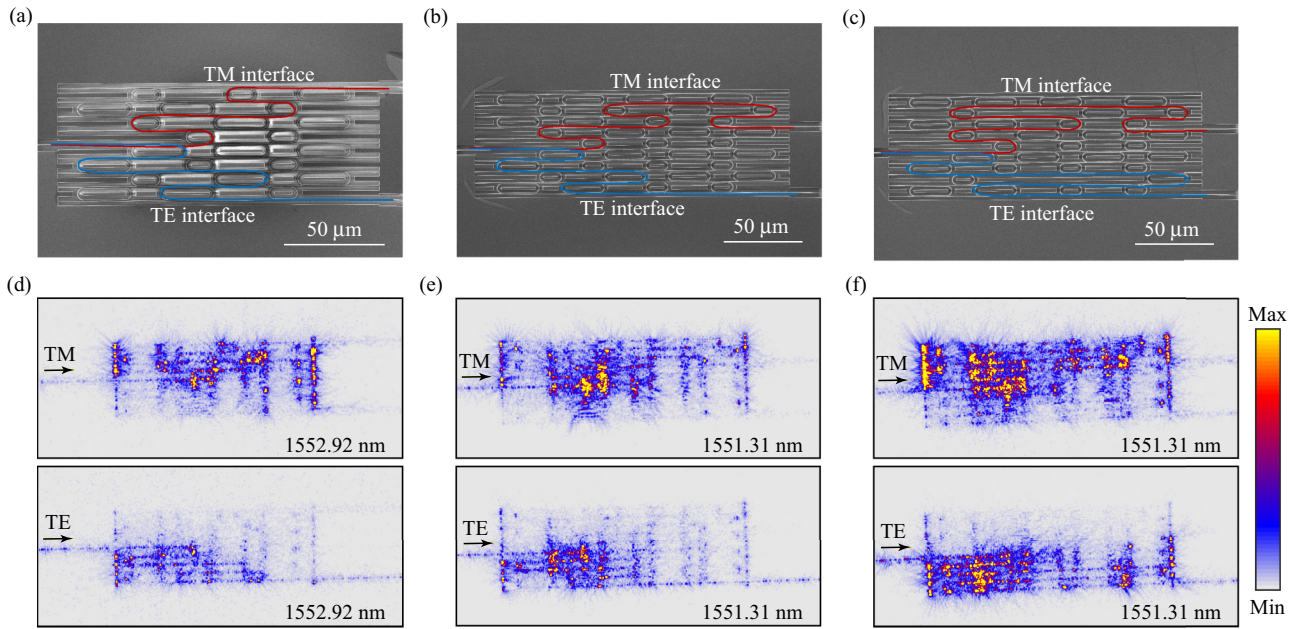 (a)
TM interface
TE interface
50 μm
(b)
TM interface
TE interface
50 μm
(c)
TM interface
TE interface
50 μm
(d)
TM
1552.92 nm
TE
1552.92 nm
(e)
TM
1551.31 nm
TE
1551.31 nm
(f)
TM
1551.31 nm
TE
1551.31 nm
Max
Min